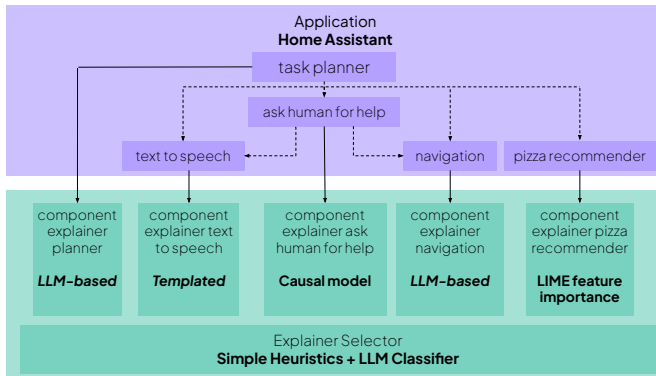 Application
Home Assistant
task planner
ask human for help
text to speech
navigation
pizza recommender
component
explainer
planner
LLM-based
component
explainer text
to speech
Templated
component
explainer ask
human for help
Causal model
component
explainer
navigation
LLM-based
component
explainer pizza
recommender
LIME feature
importance
Explainer Selector
Simple Heuristics + LLM Classifier